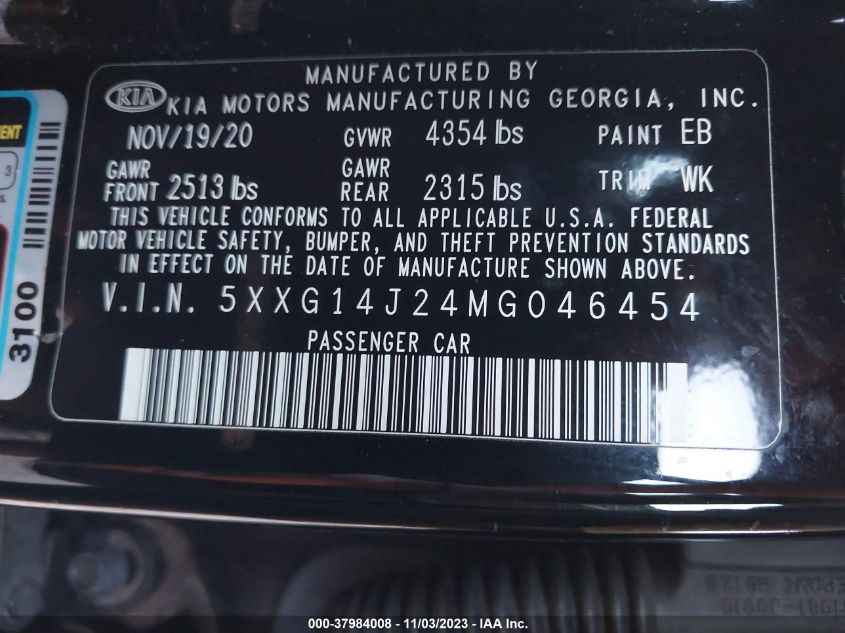 MANUFACTURED BY
KIA KIA MOTORS MANUFACTURING GEORGIA, INC.
NOV/19/20 GVWR 4354 lbs PAINT EB
GAWR FRONT 2513 lbs GAWR REAR 2315 lbs TRIM WK
THIS VEHICLE CONFORMS TO ALL APPLICABLE U.S.A. FEDERAL
MOTOR VEHICLE SAFETY, BUMPER, AND THEFT PREVENTION STANDARDS
IN EFFECT ON THE DATE OF MANUFACTURE SHOWN ABOVE.
V.I.N. 5XXG14J24MG046454
PASSENGER CAR
3
3100
000-37984008 - 11/03/2023 - © IAA Inc.